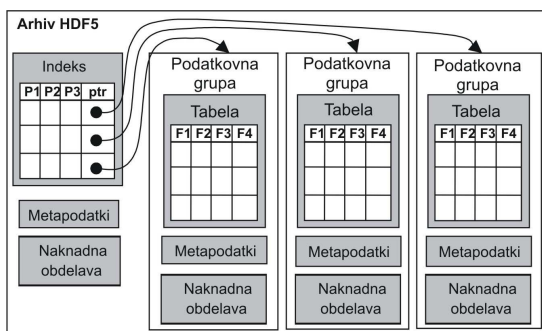 Arhiv HDF5
Indeks
P1 P2 P3 ptr
Metapodatki
Naknadna
obdelava
Podatkovna
grupa
Tabela
F1 F2 F3 F4
Metapodatki
Naknadna
obdelava
Podatkovna
grupa
Tabela
F1 F2 F3 F4
Metapodatki
Naknadna
obdelava
Podatkovna
grupa
Tabela
F1 F2 F3 F4
Metapodatki
Naknadna
obdelava